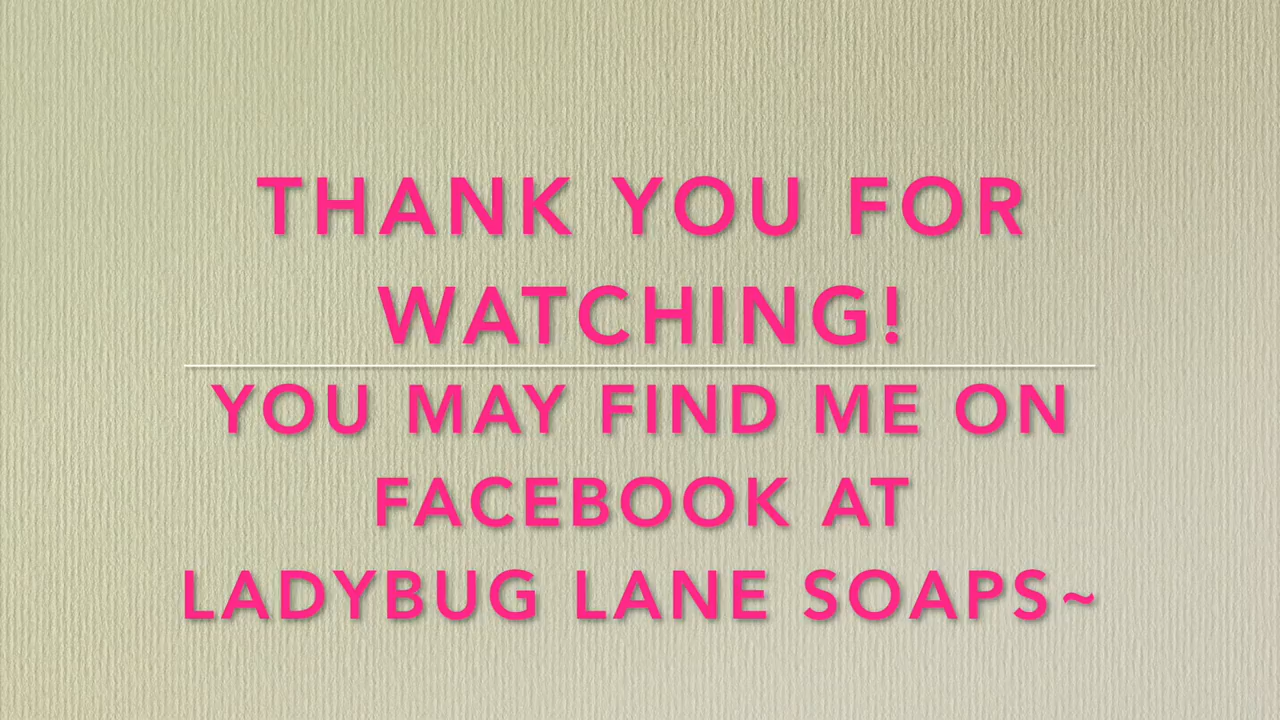 THANK YOU FOR
WATCHING!
YOU MAY FIND ME ON
FACEBOOK AT
LADYBUG LANE SOAPS~